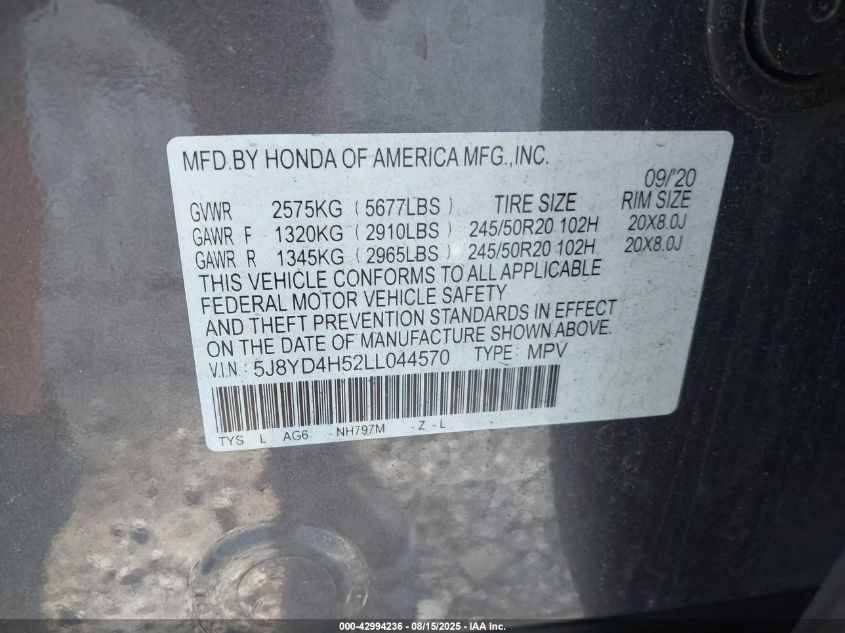 MFD.BY HONDA OF AMERICA MFG.,INC.
09/'20
GVWR 2575KG (5677LBS) TIRE SIZE RIM SIZE
GAWR F 1320KG (2910LBS) 245/50R20 102H 20X8.0J
GAWR R 1345KG (2965LBS) 245/50R20 102H 20X8.0J
THIS VEHICLE CONFORMS TO ALL APPLICABLE
FEDERAL MOTOR VEHICLE SAFETY
AND THEFT PREVENTION STANDARDS IN EFFECT
ON THE DATE OF MANUFACTURE SHOWN ABOVE.
V.I.N: 5J8YD4H52LL044570 TYPE: MPV
TYS L AG6 -NH797M -Z-L
000-42994236 - 08/15/2025 - IAA Inc.